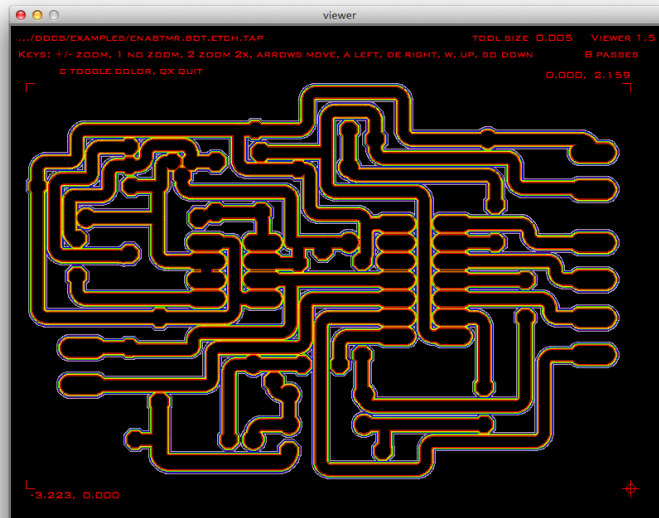 viewer
.../DOCS/EXAMPLES/ENABTMR.BOT.ETCH.TAP TOOL SIZE 0.005 VIEWER 1.5
KEYS: +/- ZOOM, 1 NO ZOOM, 2 ZOOM 2X, ARROWS MOVE, A LEFT, DE RIGHT, W, UP, SD DOWN 8 PASSES
C TOGGLE COLOR, QX QUIT 0.000, 2.159
-3.223, 0.000